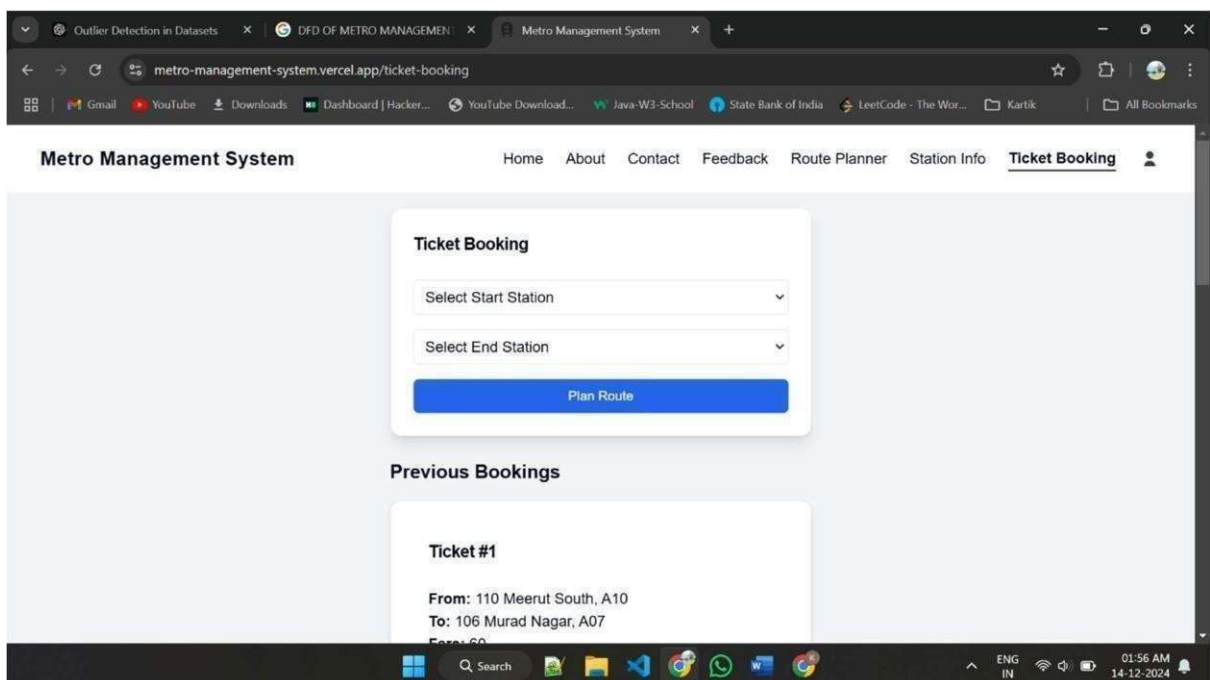 Outlier Detection in Datasets
DFD OF METRO MANAGEMENT
Metro Management System
metro-management-system.vercel.app/ticket-booking
Gmail YouTube Downloads Dashboard | Hacker... YouTube Download... Java-W3-School State Bank of India LeetCode - The Wor... Kartik All Bookmarks
Metro Management System
Home About Contact Feedback Route Planner Station Info Ticket Booking
Ticket Booking
Select Start Station
Select End Station
Plan Route
Previous Bookings
Ticket #1
From: 110 Meerut South, A10
To: 106 Murad Nagar, A07
Fare: 60
Search
ENG
IN
01:56 AM
14-12-2024